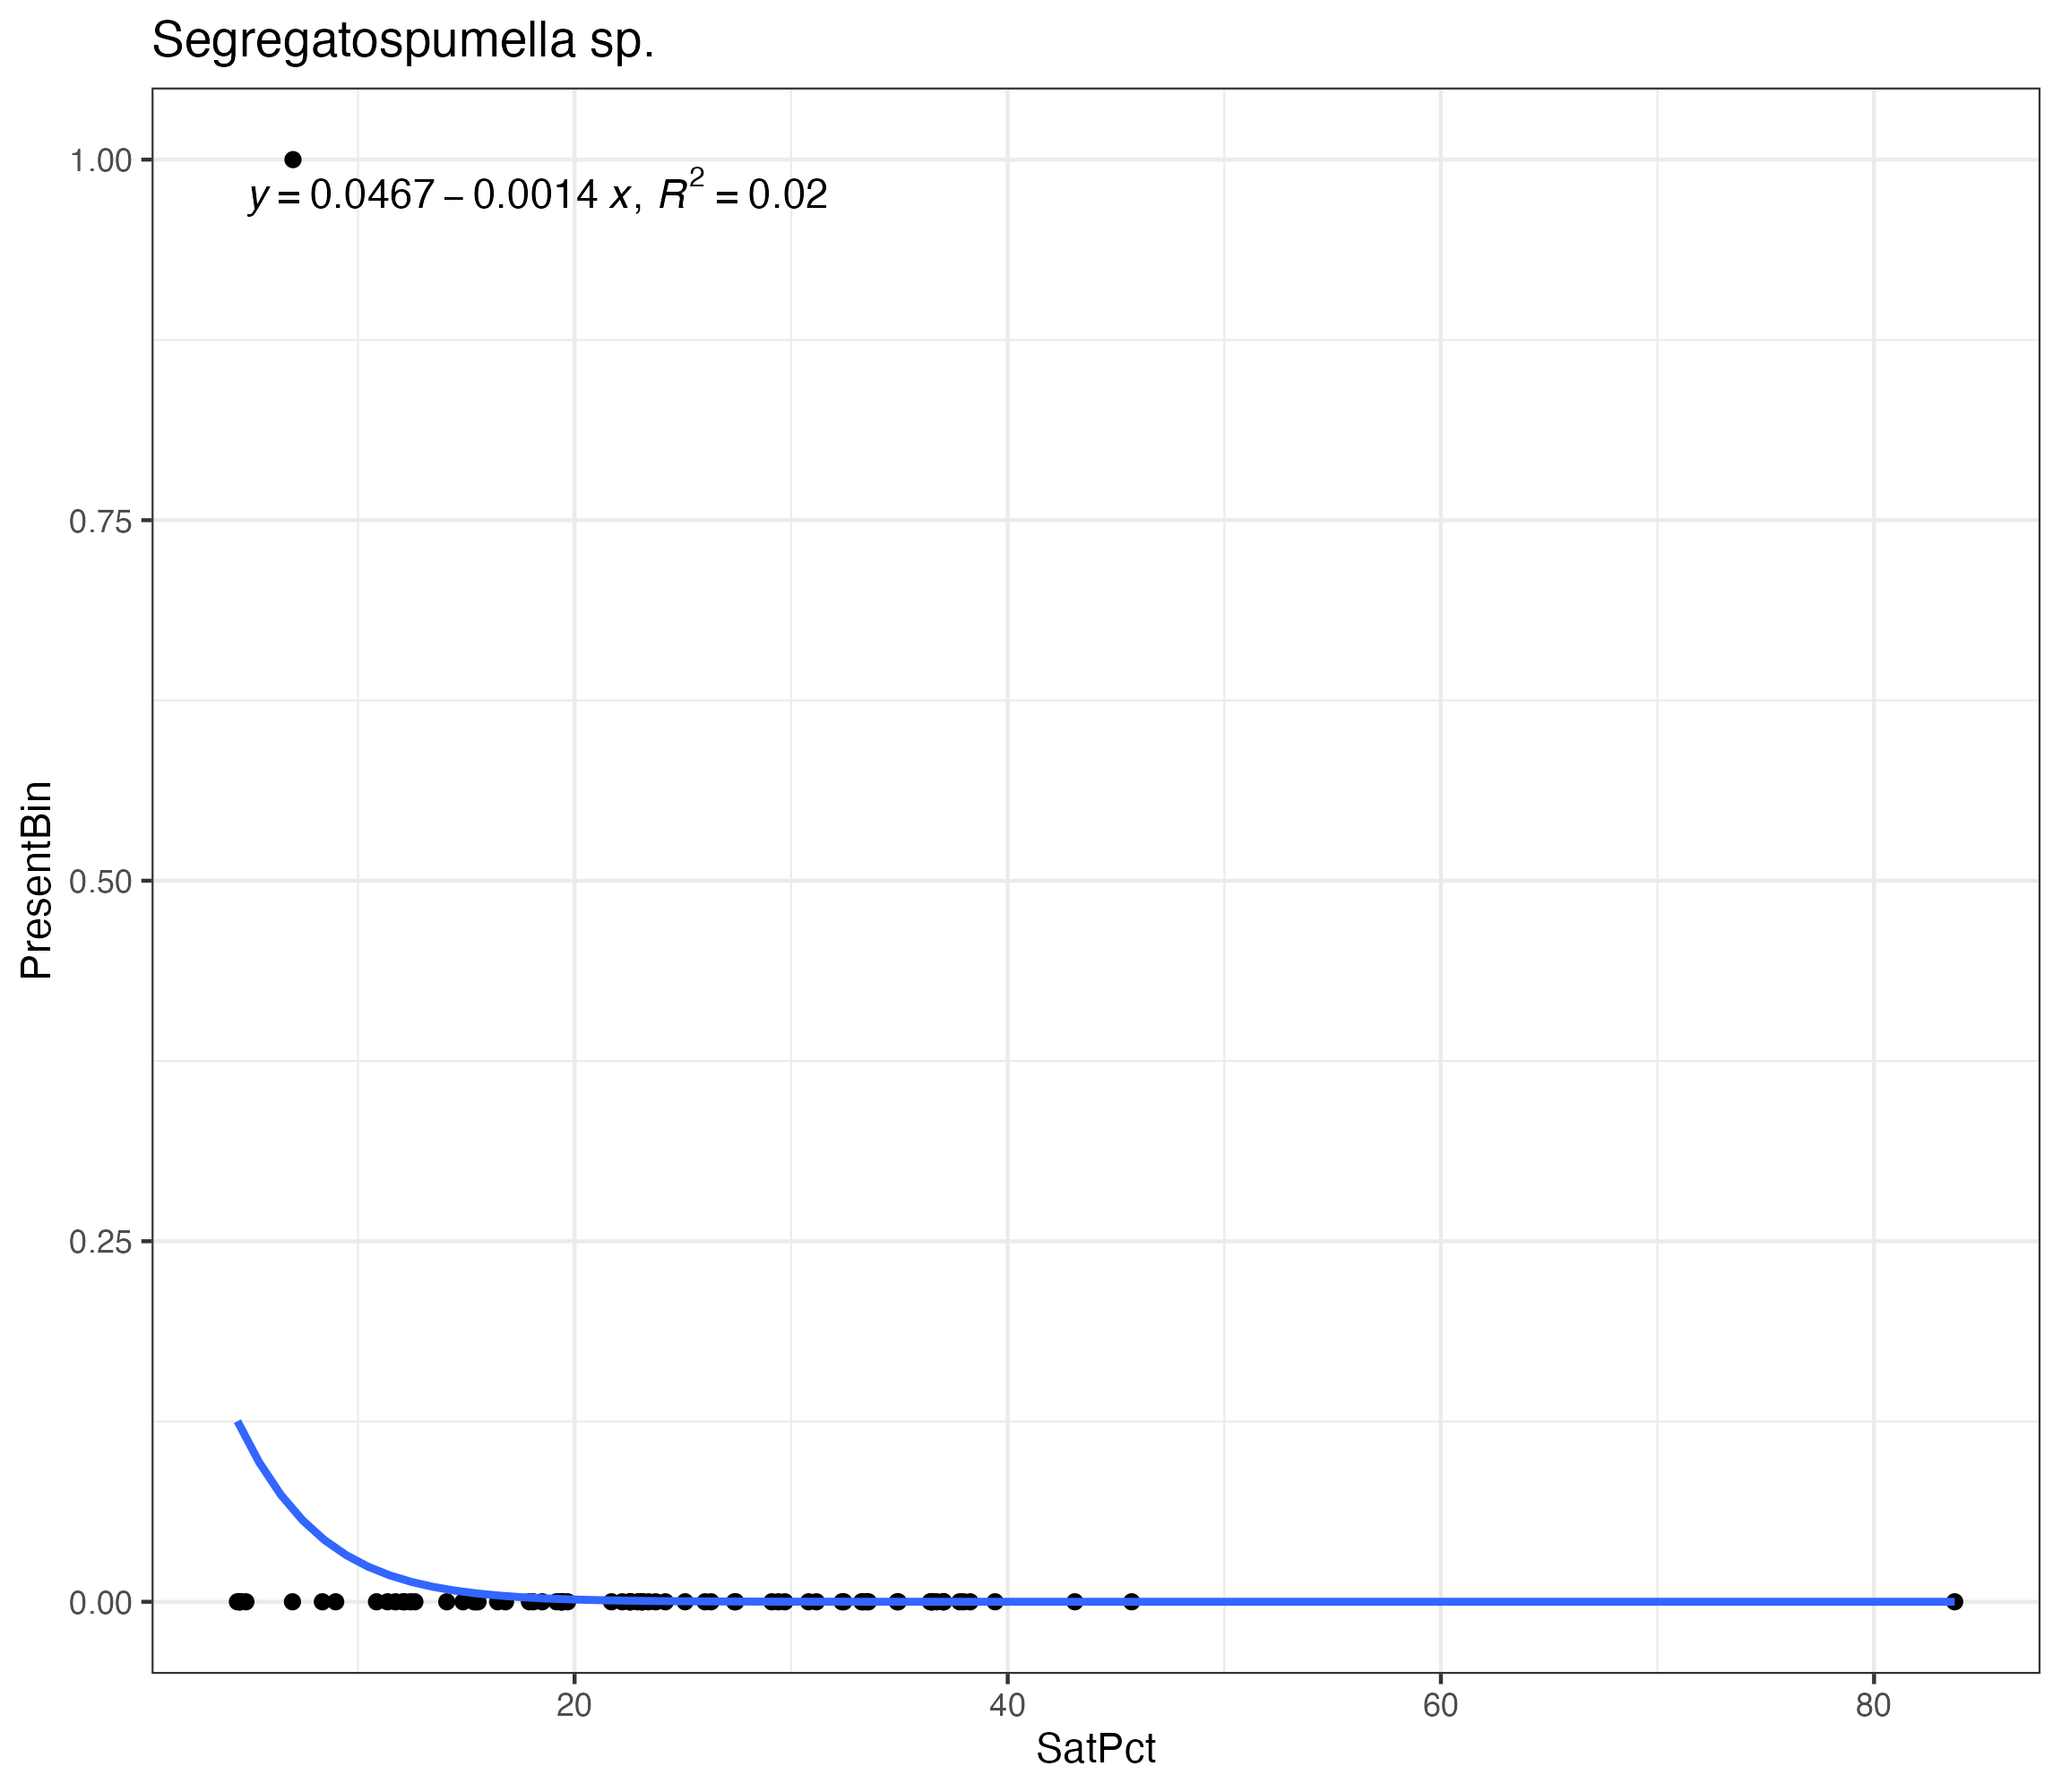 Segregatospumella sp.
1.00
y = 0.0467 − 0.0014 x, R² = 0.02
0.75
0.50
0.25
0.00
PresentBin
20 40 60 80
SatPct